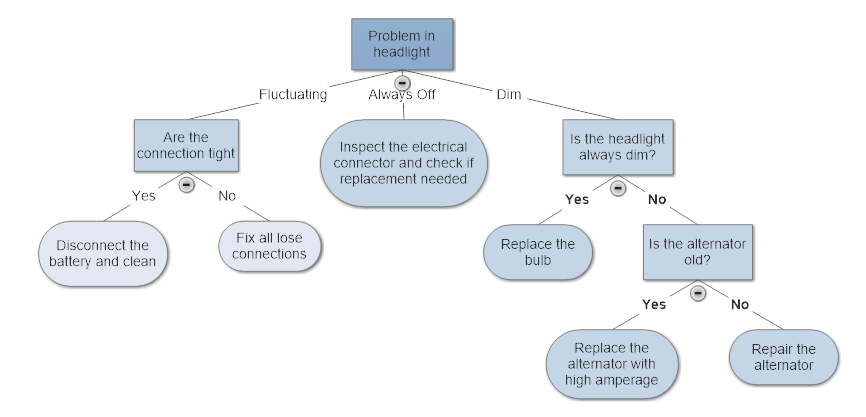 Problem in
headlight
Fluctuating
Always Off
Dim
Are the
connection tight
Inspect the electrical
connector and check if
replacement needed
Is the headlight
always dim?
Yes
No
Yes
No
Disconnect the
battery and clean
Fix all lose
connections
Replace the
bulb
Is the alternator
old?
Yes
No
Replace the
alternator with
high amperage
Repair the
alternator